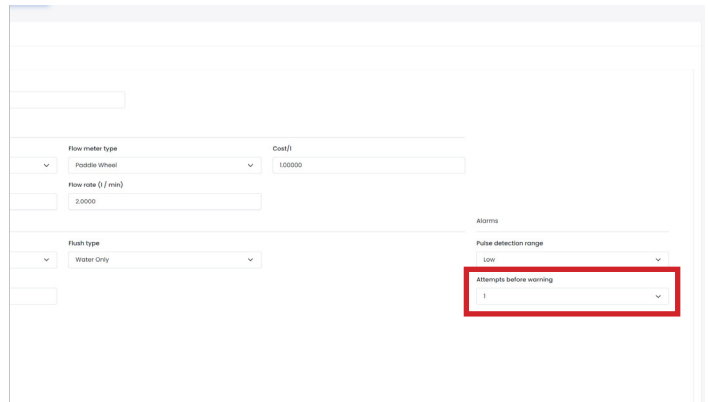 Flow meter type
Cost/l
Paddle Wheel
1.00000
Flow rate (l / min)
2.0000
Alarms
Flush type
Pulse detection range
Water Only
Low
Attempts before warning
1